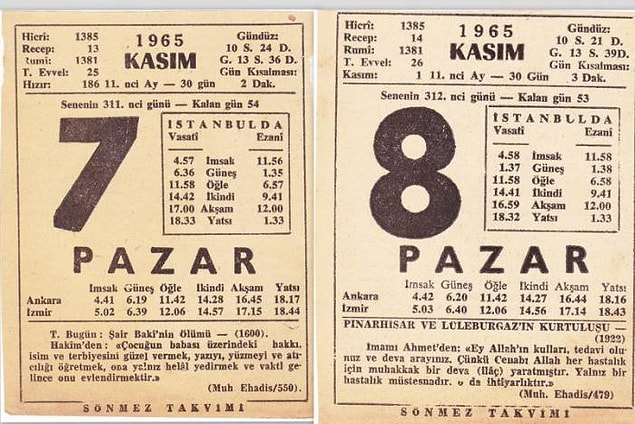 Hicrî: 1385
Recep: 13
Rumî: 1381
T. Evvel: 25
Hızır: 186
1965
KASIM
11. nci Ay — 30 gün
Gündüz:
10 S. 24 D.
G. 13 S. 36 D.
Gün Kısalması:
2 Dak.
Senenin 311. nci günü — Kalan gün 54
7
İSTANBULDA
Vasatî Ezanî
4.57 İmsak 11.56
6.36 Güneş 1.35
11.58 Öğle 6.57
14.42 İkindi 9.41
17.00 Akşam 12.00
18.33 Yatsı 1.33
PAZAR
İmsak Güneş Öğle İkindi Akşam Yatsı
Ankara 4.41 6.19 11.42 14.28 16.45 18.17
İzmir 5.02 6.39 12.06 14.57 17.15 18.44
T. Bugün : Şair Baki'nin Ölümü — (1600).
Hakim'den : «Çocuğun babası üzerindeki hakkı.
isim ve terbiyesini güzel vermek, yazıyı, yüzmeyi ve atı-
cılığı öğretmek, ona yalnız helâl yedirmek ve vakti ge-
lince onu evlendirmektir.»
(Muh Ehadis/550).
SÖNMEZ TAKVİMİ
Hicrî: 1385
Recep: 14
Rumî: 1381
T. Evvel: 26
Kasım: 1
1965
KASIM
11. nci Ay — 30 Gün
Gündüz:
10 S. 21 D.
G. 13 S. 39D.
Gün Kısalması:
3 Dak.
Senenin 312. nci günü — Kalan gün 53
8
İSTANBULDA
Vasatî Ezanî
4.58 İmsak 11.58
1.37 Güneş 1.38
11.58 Öğle 6.58
14.41 İkindi 9.41
16.59 Akşam 12.00
18.32 Yatsı 1.33
PAZAR
İmsak Güneş Öğle İkindi Akşam Yatsı
Ankara 4.42 6.20 11.42 14.27 16.44 18.16
İzmir 5.03 6.40 12.06 14.56 17.14 18.43
PINARHİSAR VE LÜLEBURGAZ'IN KURTULUŞU —
(1922)
İmamı Ahmet'den: «Ey Allah'ın kulları, tedavi olu-
nuz ve deva arayınız. Çünkü Cenabı Allah her hastalık
için muhakkak bir deva (ilâç) yaratmıştır. Yalnız bir
hastalık müstesnadır. o da ihtiyarlıktır.»
(Muh. Ehadis/479)
SÖNMEZ TAKVİMİ